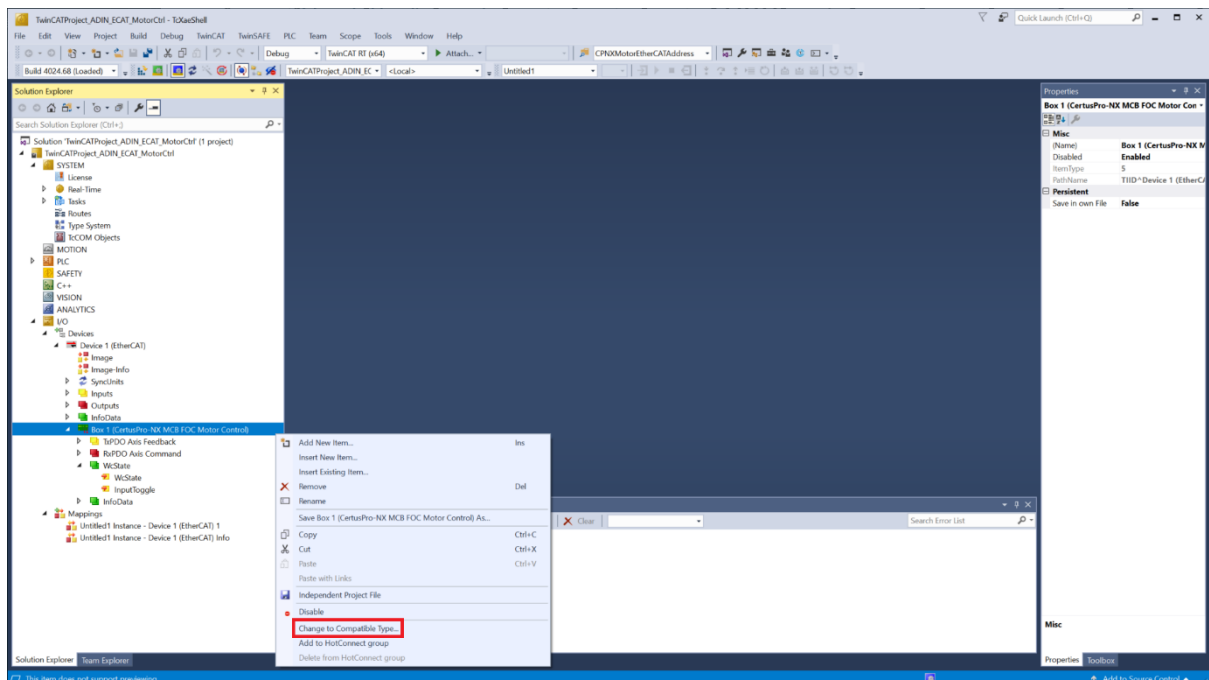 TwinCATProject_ADIN_ECAT_MotorCtrl - TcXaeShell
Quick Launch (Ctrl+Q)
File Edit View Project Build Debug TwinCAT TwinSAFE PLC Team Scope Tools Window Help
Debug TwinCAT RT (x64) Attach... CPNXMotorEtherCATAddress
Build 4024.68 (Loaded) TwinCATProject_ADIN_EC <Local> Untitled1
Solution Explorer
Search Solution Explorer (Ctrl+;)
Solution 'TwinCATProject_ADIN_ECAT_MotorCtrl' (1 project)
TwinCATProject_ADIN_ECAT_MotorCtrl
SYSTEM
License
Real-Time
Tasks
Routes
Type System
TcCOM Objects
MOTION
PLC
SAFETY
C++
VISION
ANALYTICS
I/O
Devices
Device 1 (EtherCAT)
Image
Image-Info
SyncUnits
Inputs
Outputs
InfoData
Box 1 (CertusPro-NX MCB FOC Motor Control)
TxPDO Axis Feedback
RxPDO Axis Command
WcState
WcState
InputToggle
InfoData
Mappings
Untitled1 Instance - Device 1 (EtherCAT) 1
Untitled1 Instance - Device 1 (EtherCAT) Info
Solution Explorer Team Explorer
Add New Item... Ins
Insert New Item...
Insert Existing Item...
Remove Del
Rename
Save Box 1 (CertusPro-NX MCB FOC Motor Control) As...
Copy Ctrl+C
Cut Ctrl+X
Paste Ctrl+V
Paste with Links
Independent Project File
Disable
Change to Compatible Type...
Add to HotConnect group
Delete from HotConnect group
Clear
Search Error List
Properties
Box 1 (CertusPro-NX MCB FOC Motor Con
Misc
(Name) Box 1 (CertusPro-NX M
Disabled Enabled
ItemType 5
PathName TIID^Device 1 (EtherCA
Persistent
Save in own File False
Misc
Properties Toolbox
This item does not support previewing
Add to Source Control